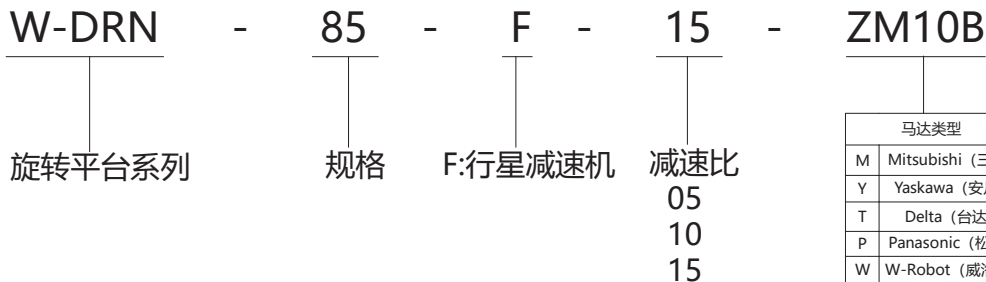 W-DRN - 85 - F - 15 - ZM10B
旋转平台系列 规格 F:行星减速机 减速比
05
10
15
马达类型
M Mitsubishi（三
Y Yaskawa（安
T Delta（台达
P Panasonic（松
W W-Robot（威